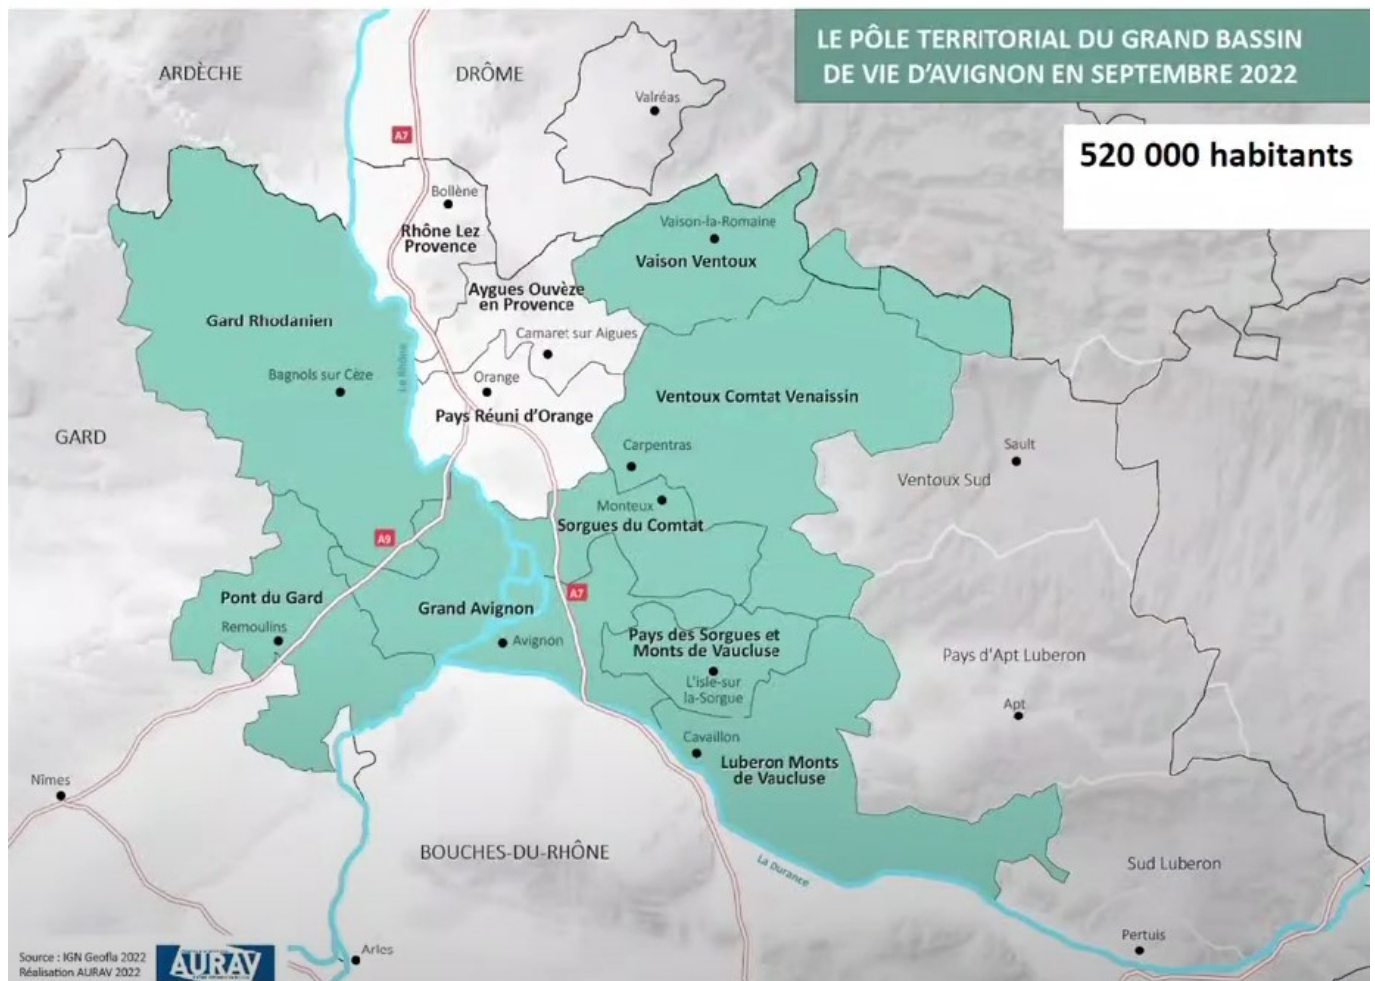 LE PÔLE TERRITORIAL DU GRAND BASSIN
DE VIE D'AVIGNON EN SEPTEMBRE 2022
520 000 habitants
ARDÈCHE
DRÔME
Valréas
A7
Bollène
Rhône Lez
Provence
Vaison-la-Romaine
Vaison Ventoux
Aygues Ouvèze
en Provence
Gard Rhodanien
Camaret sur Aigues
Le Rhône
Bagnols sur Cèze
Orange
Pays Réuni d'Orange
Ventoux Comtat Venaissin
GARD
Carpentras
Sault
Ventoux Sud
Monteux
Sorgues du Comtat
A9
A7
Pont du Gard
Grand Avignon
Remoulins
Avignon
Pays des Sorgues et
Monts de Vaucluse
L'isle-sur
la-Sorgue
Pays d'Apt Luberon
Apt
Cavaillon
Luberon Monts
de Vaucluse
Nîmes
BOUCHES-DU-RHÔNE
La Durance
Sud Luberon
Pertuis
Arles
Source : IGN Geofla 2022
Réalisation AURAV 2022
AURAV